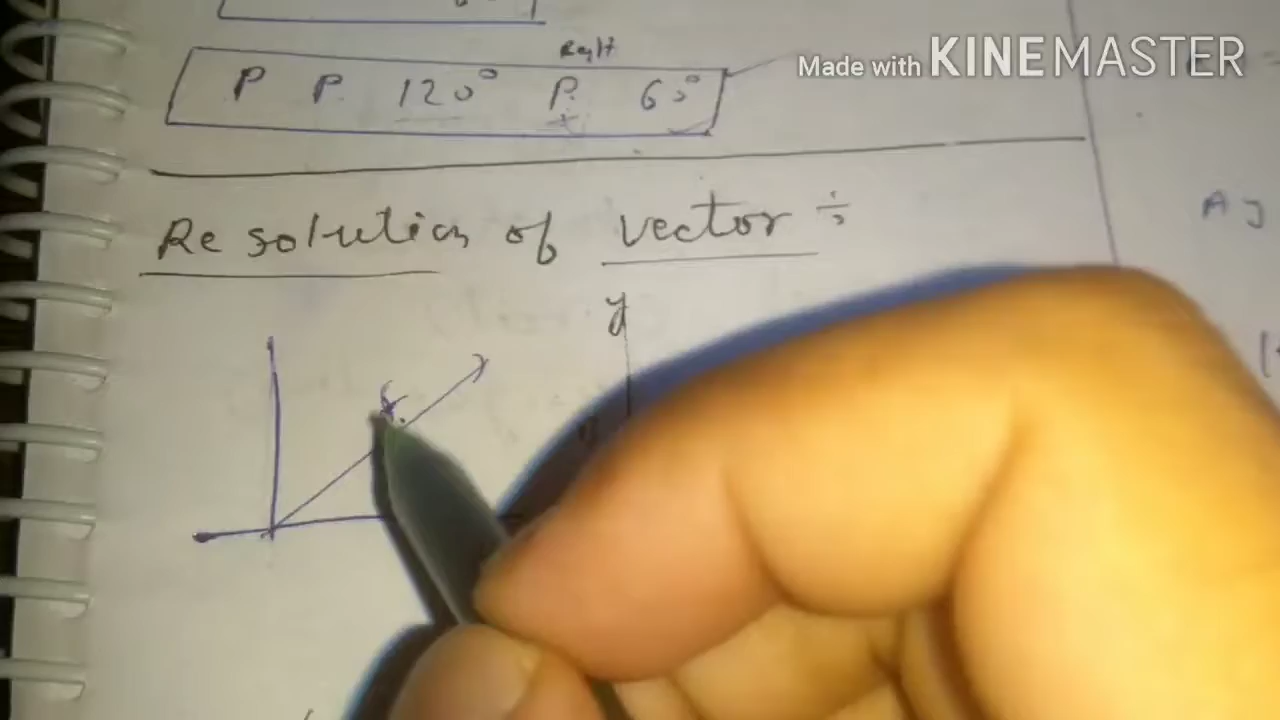 Made with KINEMASTER
P P 120° P 60°
Resolution of vector ÷
y